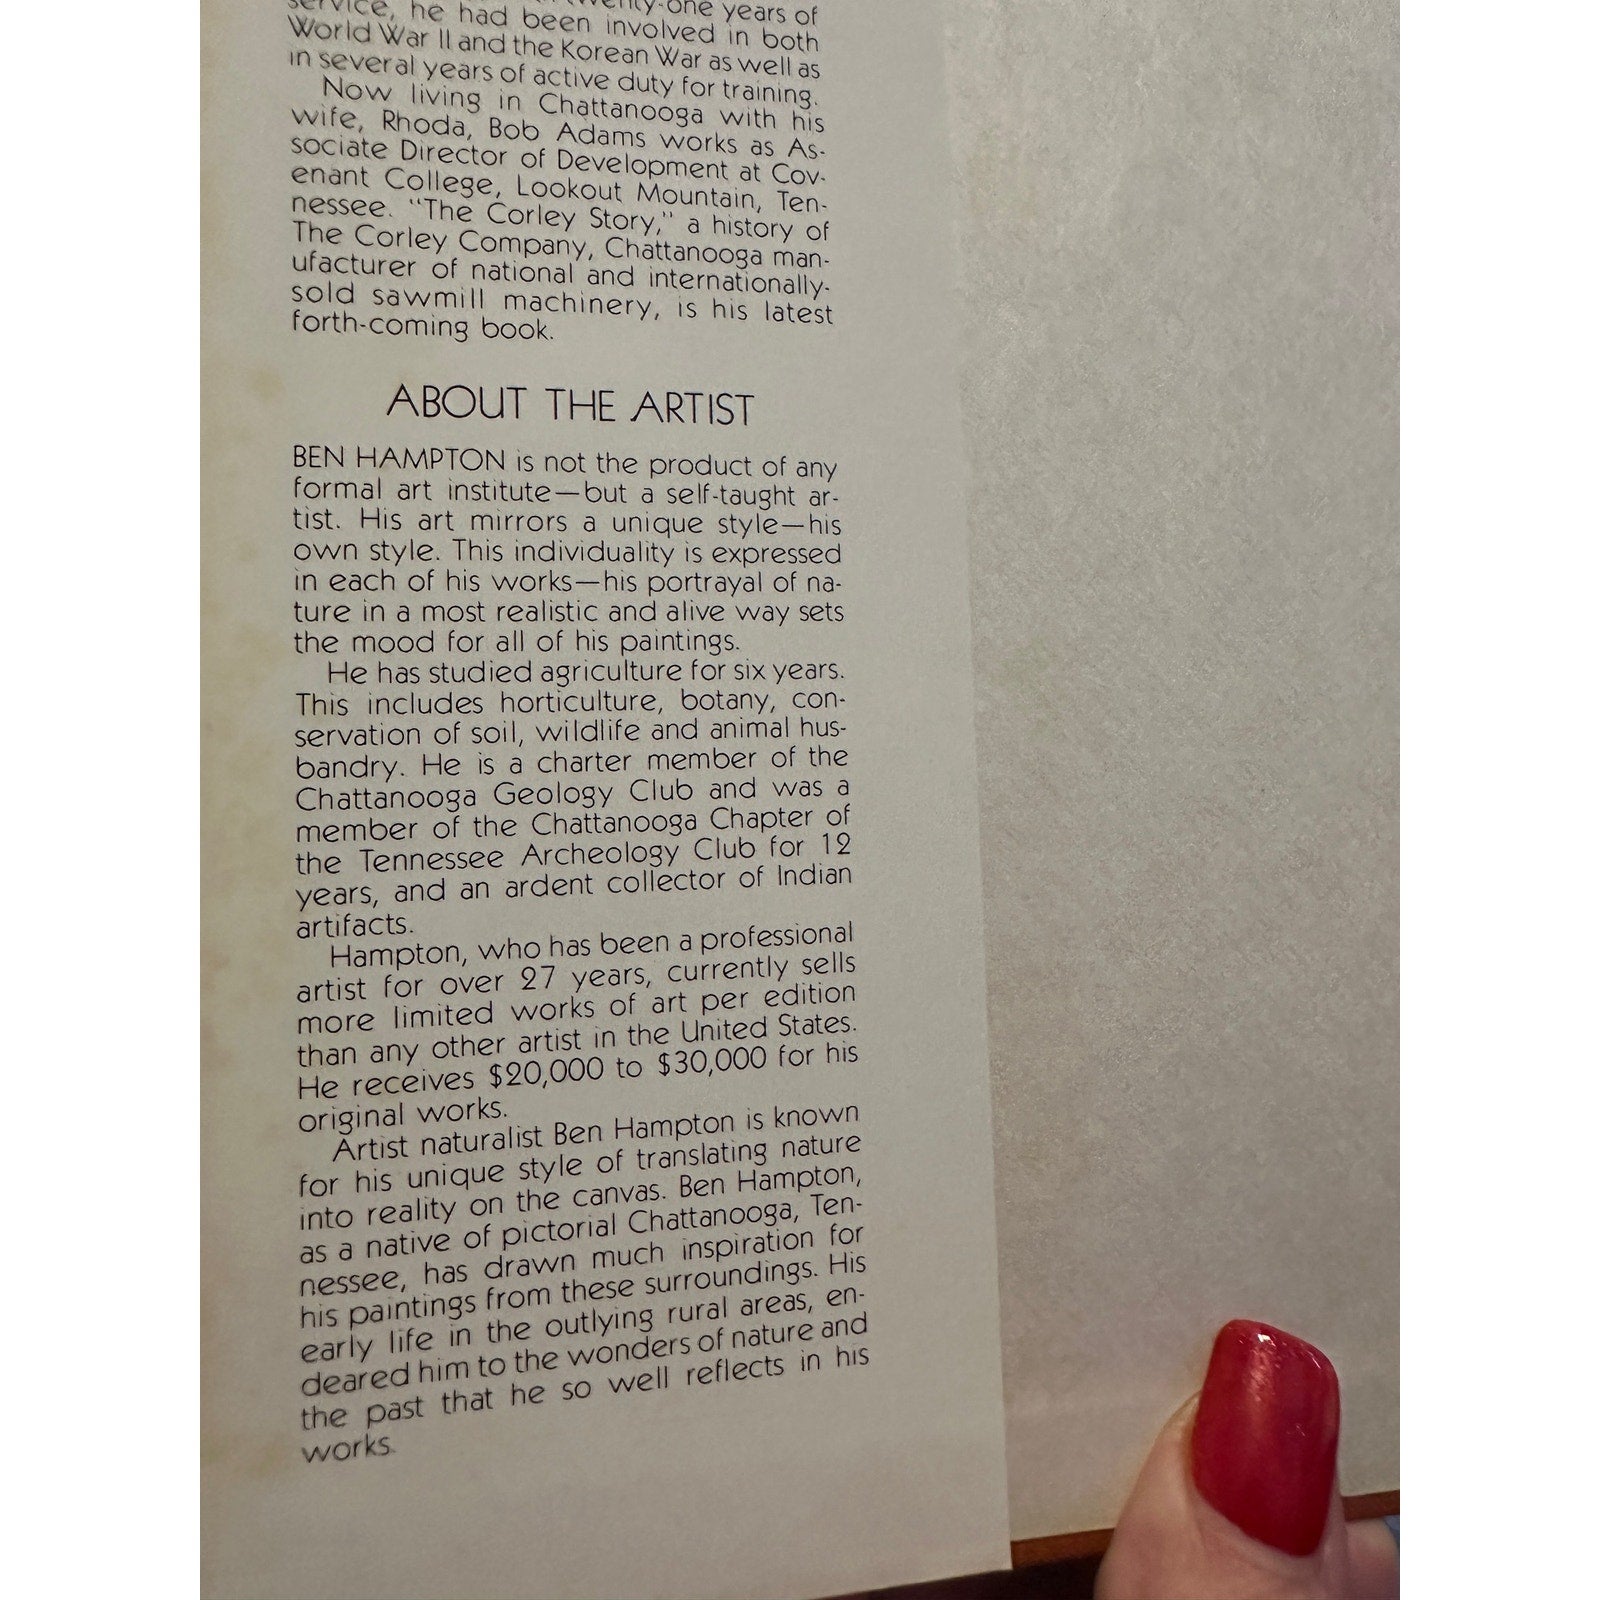 twenty-one years of
service, he had been involved in both
World War II and the Korean War as well as
in several years of active duty for training.
Now living in Chattanooga with his
wife, Rhoda, Bob Adams works as As-
sociate Director of Development at Cov-
enant College, Lookout Mountain, Ten-
nessee. "The Corley Story," a history of
The Corley Company, Chattanooga man-
ufacturer of national and internationally-
sold sawmill machinery, is his latest
forth-coming book.
ABOUT THE ARTIST
BEN HAMPTON is not the product of any
formal art institute—but a self-taught ar-
tist. His art mirrors a unique style—his
own style. This individuality is expressed
in each of his works—his portrayal of na-
ture in a most realistic and alive way sets
the mood for all of his paintings.
He has studied agriculture for six years.
This includes horticulture, botany, con-
servation of soil, wildlife and animal hus-
bandry. He is a charter member of the
Chattanooga Geology Club and was a
member of the Chattanooga Chapter of
the Tennessee Archeology Club for 12
years, and an ardent collector of Indian
artifacts.
Hampton, who has been a professional
artist for over 27 years, currently sells
more limited works of art per edition
than any other artist in the United States.
He receives $20,000 to $30,000 for his
original works.
Artist naturalist Ben Hampton is known
for his unique style of translating nature
into reality on the canvas. Ben Hampton,
as a native of pictorial Chattanooga, Ten-
nessee, has drawn much inspiration for
his paintings from these surroundings. His
early life in the outlying rural areas, en-
deared him to the wonders of nature and
the past that he so well reflects in his
works.